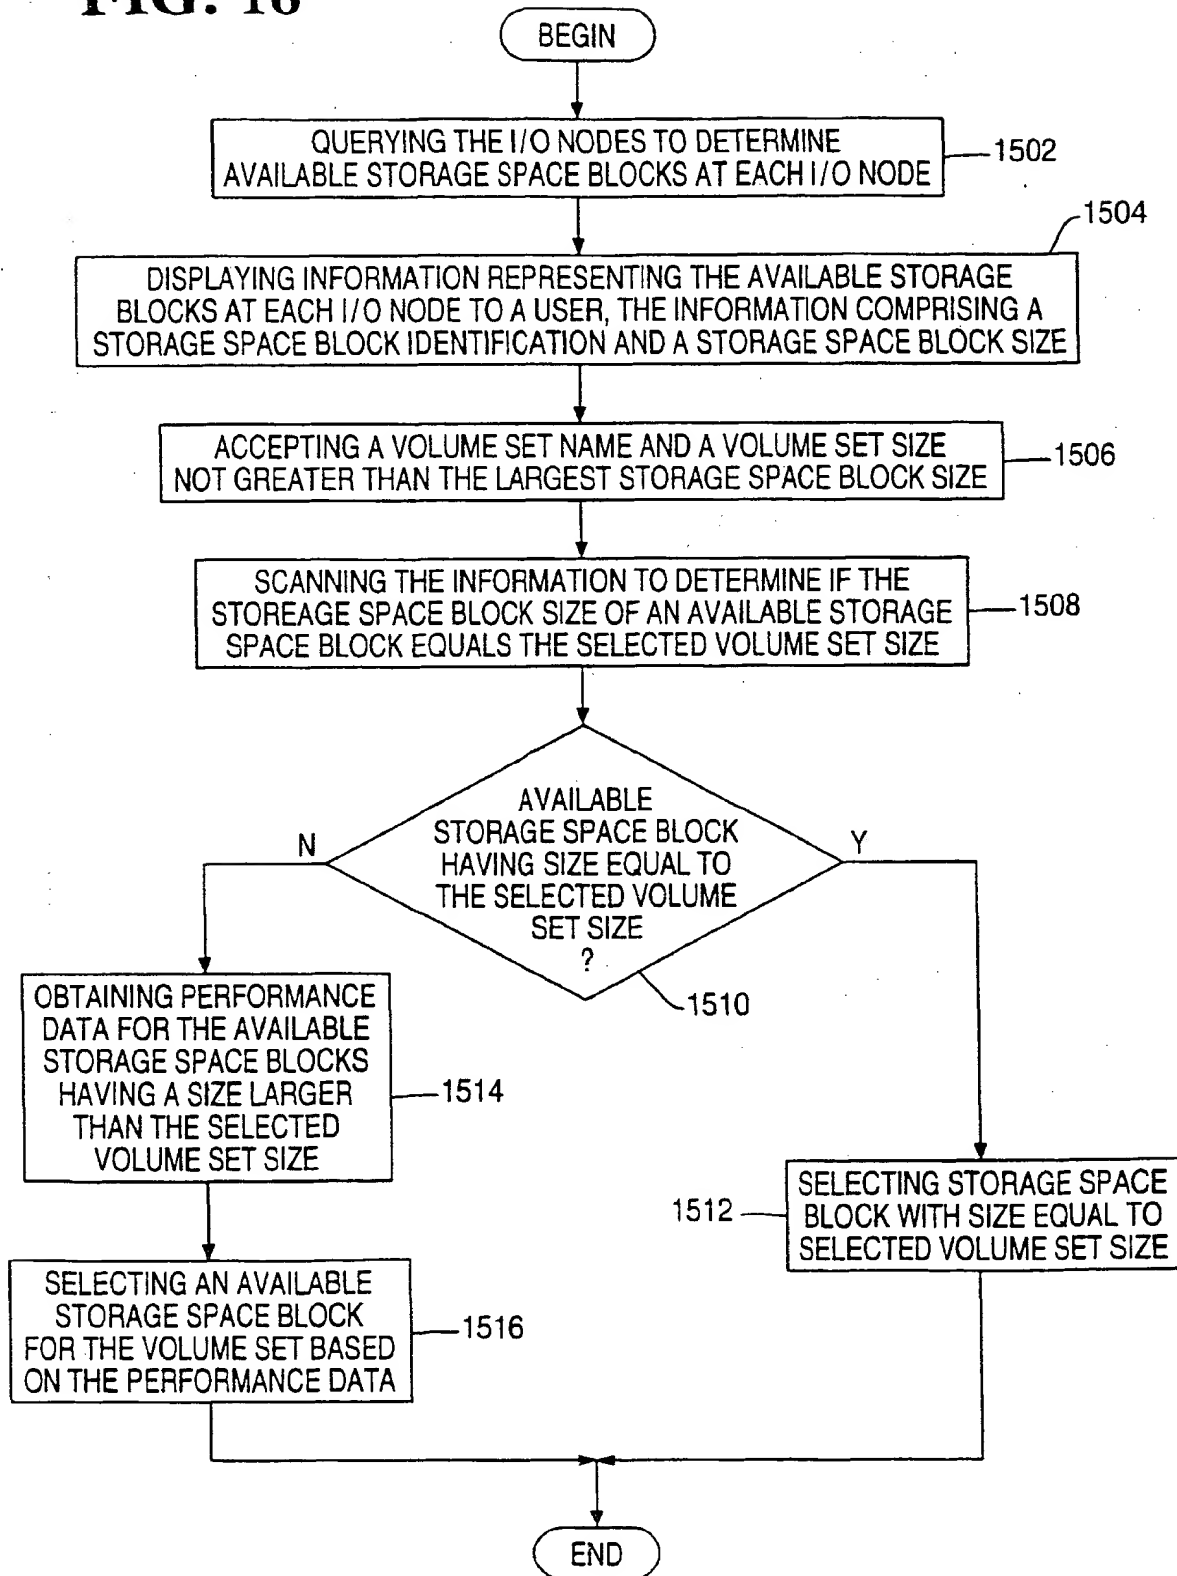 FIG. 16
BEGIN
QUERYING THE I/O NODES TO DETERMINE
AVAILABLE STORAGE SPACE BLOCKS AT EACH I/O NODE
1502
1504
DISPLAYING INFORMATION REPRESENTING THE AVAILABLE STORAGE
BLOCKS AT EACH I/O NODE TO A USER, THE INFORMATION COMPRISING A
STORAGE SPACE BLOCK IDENTIFICATION AND A STORAGE SPACE BLOCK SIZE
ACCEPTING A VOLUME SET NAME AND A VOLUME SET SIZE
NOT GREATER THAN THE LARGEST STORAGE SPACE BLOCK SIZE
1506
SCANNING THE INFORMATION TO DETERMINE IF THE
STOREAGE SPACE BLOCK SIZE OF AN AVAILABLE STORAGE
SPACE BLOCK EQUALS THE SELECTED VOLUME SET SIZE
1508
AVAILABLE
STORAGE SPACE BLOCK
HAVING SIZE EQUAL TO
THE SELECTED VOLUME
SET SIZE
?
N
Y
1510
OBTAINING PERFORMANCE
DATA FOR THE AVAILABLE
STORAGE SPACE BLOCKS
HAVING A SIZE LARGER
THAN THE SELECTED
VOLUME SET SIZE
1514
1512
SELECTING STORAGE SPACE
BLOCK WITH SIZE EQUAL TO
SELECTED VOLUME SET SIZE
SELECTING AN AVAILABLE
STORAGE SPACE BLOCK
FOR THE VOLUME SET BASED
ON THE PERFORMANCE DATA
1516
END